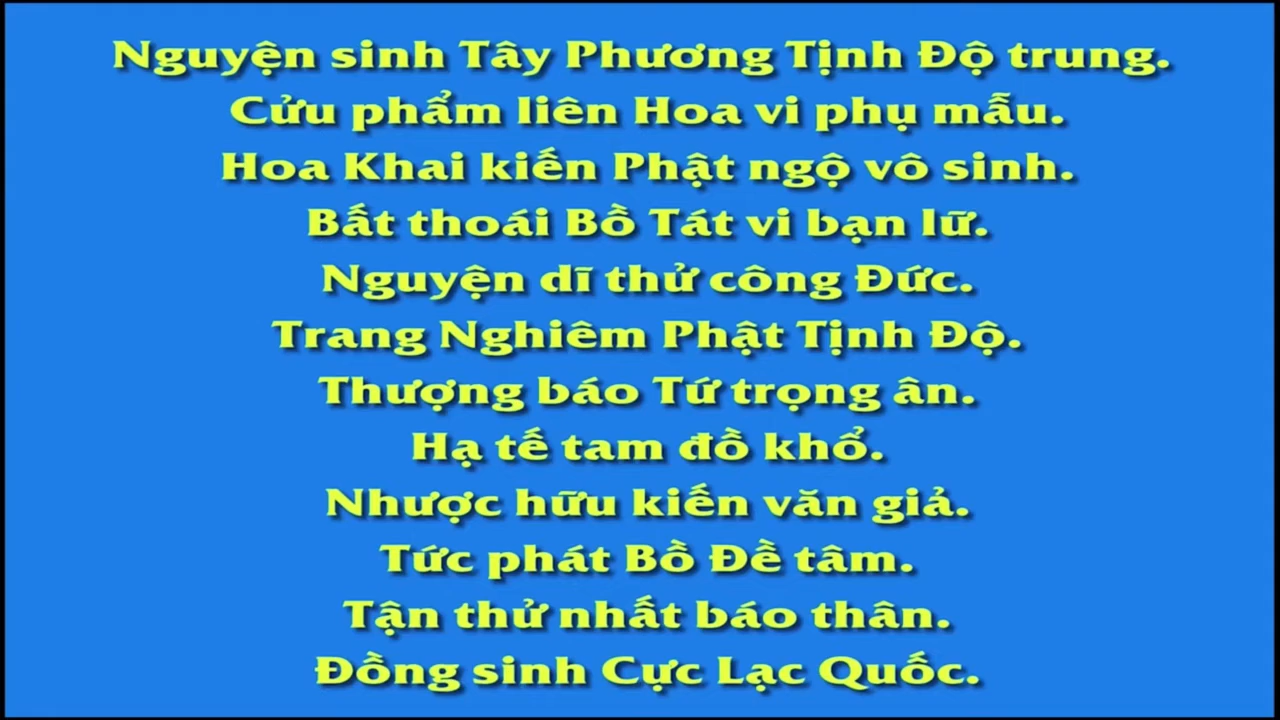 Nguyện sinh Tây Phương Tịnh Độ trung.
Cửu phẩm liên Hoa vi phụ mẫu.
Hoa Khai kiến Phật ngộ vô sinh.
Bất thoái Bồ Tát vi bạn lữ.
Nguyện dĩ thử công Đức.
Trang Nghiêm Phật Tịnh Độ.
Thượng báo Tứ trọng ân.
Hạ tế tam đồ khổ.
Nhược hữu kiến văn giả.
Tức phát Bồ Đề tâm.
Tận thử nhất báo thân.
Đồng sinh Cực Lạc Quốc.